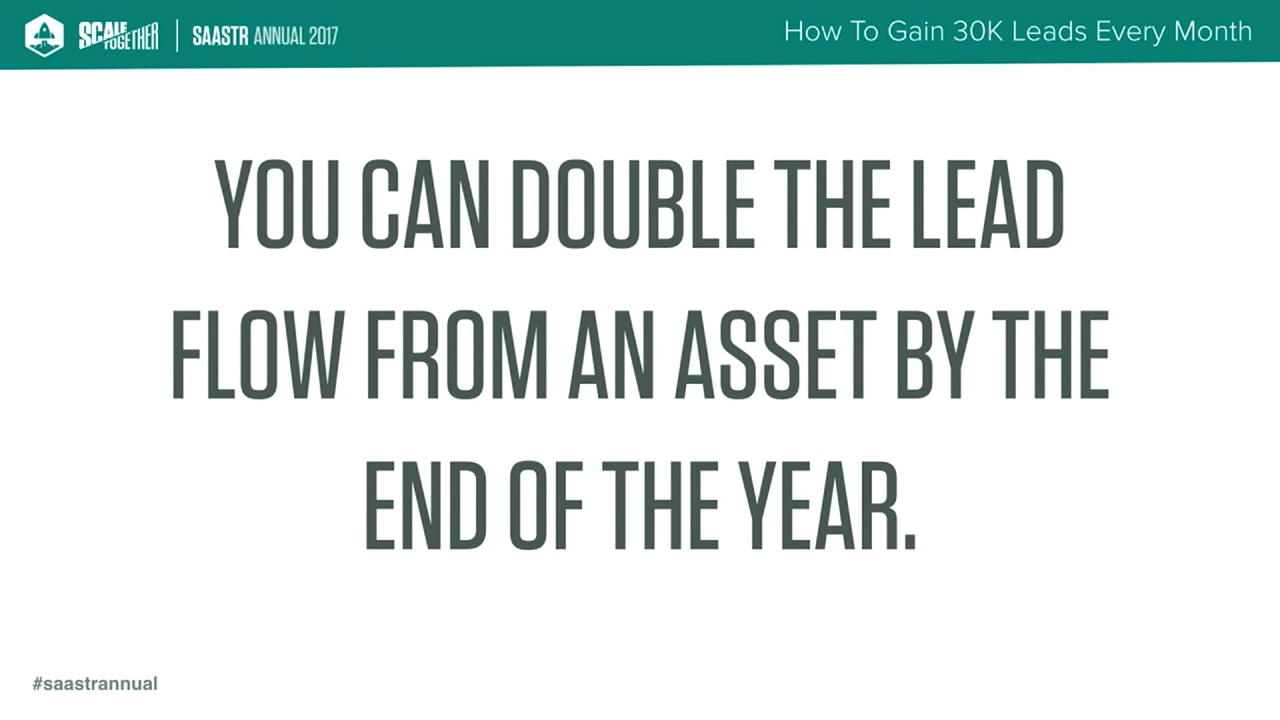 SCALE TOGETHER
SAASTR ANNUAL 2017
How To Gain 30K Leads Every Month
YOU CAN DOUBLE THE LEAD
FLOW FROM AN ASSET BY THE
END OF THE YEAR.
#saastrannual